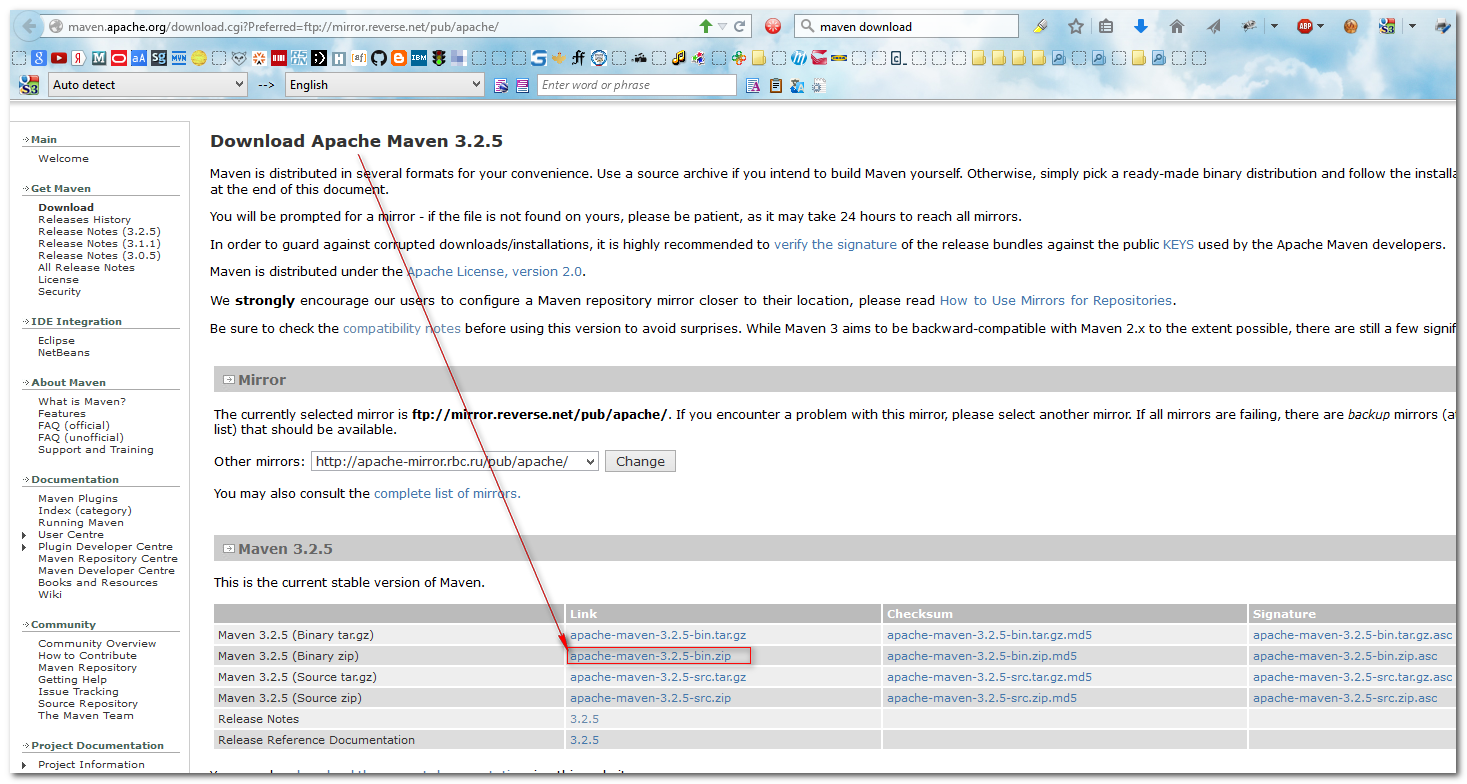 maven.apache.org/download.cgi?Preferred=ftp://mirror.reverse.net/pub/apache/
maven download
Auto detect
-->
English
Enter word or phrase
Main
Welcome
Get Maven
Download
Releases History
Release Notes (3.2.5)
Release Notes (3.1.1)
Release Notes (3.0.5)
All Release Notes
License
Security
IDE Integration
Eclipse
NetBeans
About Maven
What is Maven?
Features
FAQ (official)
FAQ (unofficial)
Support and Training
Documentation
Maven Plugins
Index (category)
Running Maven
User Centre
Plugin Developer Centre
Maven Repository Centre
Maven Developer Centre
Books and Resources
Wiki
Community
Community Overview
How to Contribute
Maven Repository
Getting Help
Issue Tracking
Source Repository
The Maven Team
Project Documentation
Project Information
Download Apache Maven 3.2.5
Maven is distributed in several formats for your convenience. Use a source archive if you intend to build Maven yourself. Otherwise, simply pick a ready-made binary distribution and follow the installa
at the end of this document.
You will be prompted for a mirror - if the file is not found on yours, please be patient, as it may take 24 hours to reach all mirrors.
In order to guard against corrupted downloads/installations, it is highly recommended to verify the signature of the release bundles against the public KEYS used by the Apache Maven developers.
Maven is distributed under the Apache License, version 2.0.
We strongly encourage our users to configure a Maven repository mirror closer to their location, please read How to Use Mirrors for Repositories.
Be sure to check the compatibility notes before using this version to avoid surprises. While Maven 3 aims to be backward-compatible with Maven 2.x to the extent possible, there are still a few signif
Mirror
The currently selected mirror is ftp://mirror.reverse.net/pub/apache/. If you encounter a problem with this mirror, please select another mirror. If all mirrors are failing, there are backup mirrors (a
list) that should be available.
Other mirrors: http://apache-mirror.rbc.ru/pub/apache/ Change
You may also consult the complete list of mirrors.
Maven 3.2.5
This is the current stable version of Maven.
Link Checksum Signature
Maven 3.2.5 (Binary tar.gz) apache-maven-3.2.5-bin.tar.gz apache-maven-3.2.5-bin.tar.gz.md5 apache-maven-3.2.5-bin.tar.gz.asc
Maven 3.2.5 (Binary zip) apache-maven-3.2.5-bin.zip apache-maven-3.2.5-bin.zip.md5 apache-maven-3.2.5-bin.zip.asc
Maven 3.2.5 (Source tar.gz) apache-maven-3.2.5-src.tar.gz apache-maven-3.2.5-src.tar.gz.md5 apache-maven-3.2.5-src.tar.gz.asc
Maven 3.2.5 (Source zip) apache-maven-3.2.5-src.zip apache-maven-3.2.5-src.zip.md5 apache-maven-3.2.5-src.zip.asc
Release Notes 3.2.5
Release Reference Documentation 3.2.5